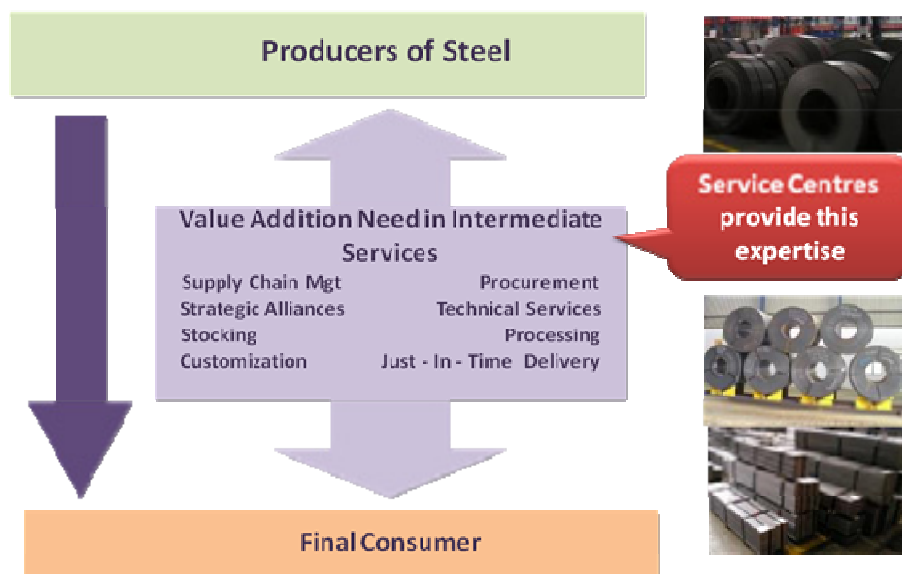 Producers of Steel
Service Centres
provide this
expertise
Value Addition Need in Intermediate
Services
Supply Chain Mgt Procurement
Strategic Alliances Technical Services
Stocking Processing
Customization Just - In - Time Delivery
Final Consumer